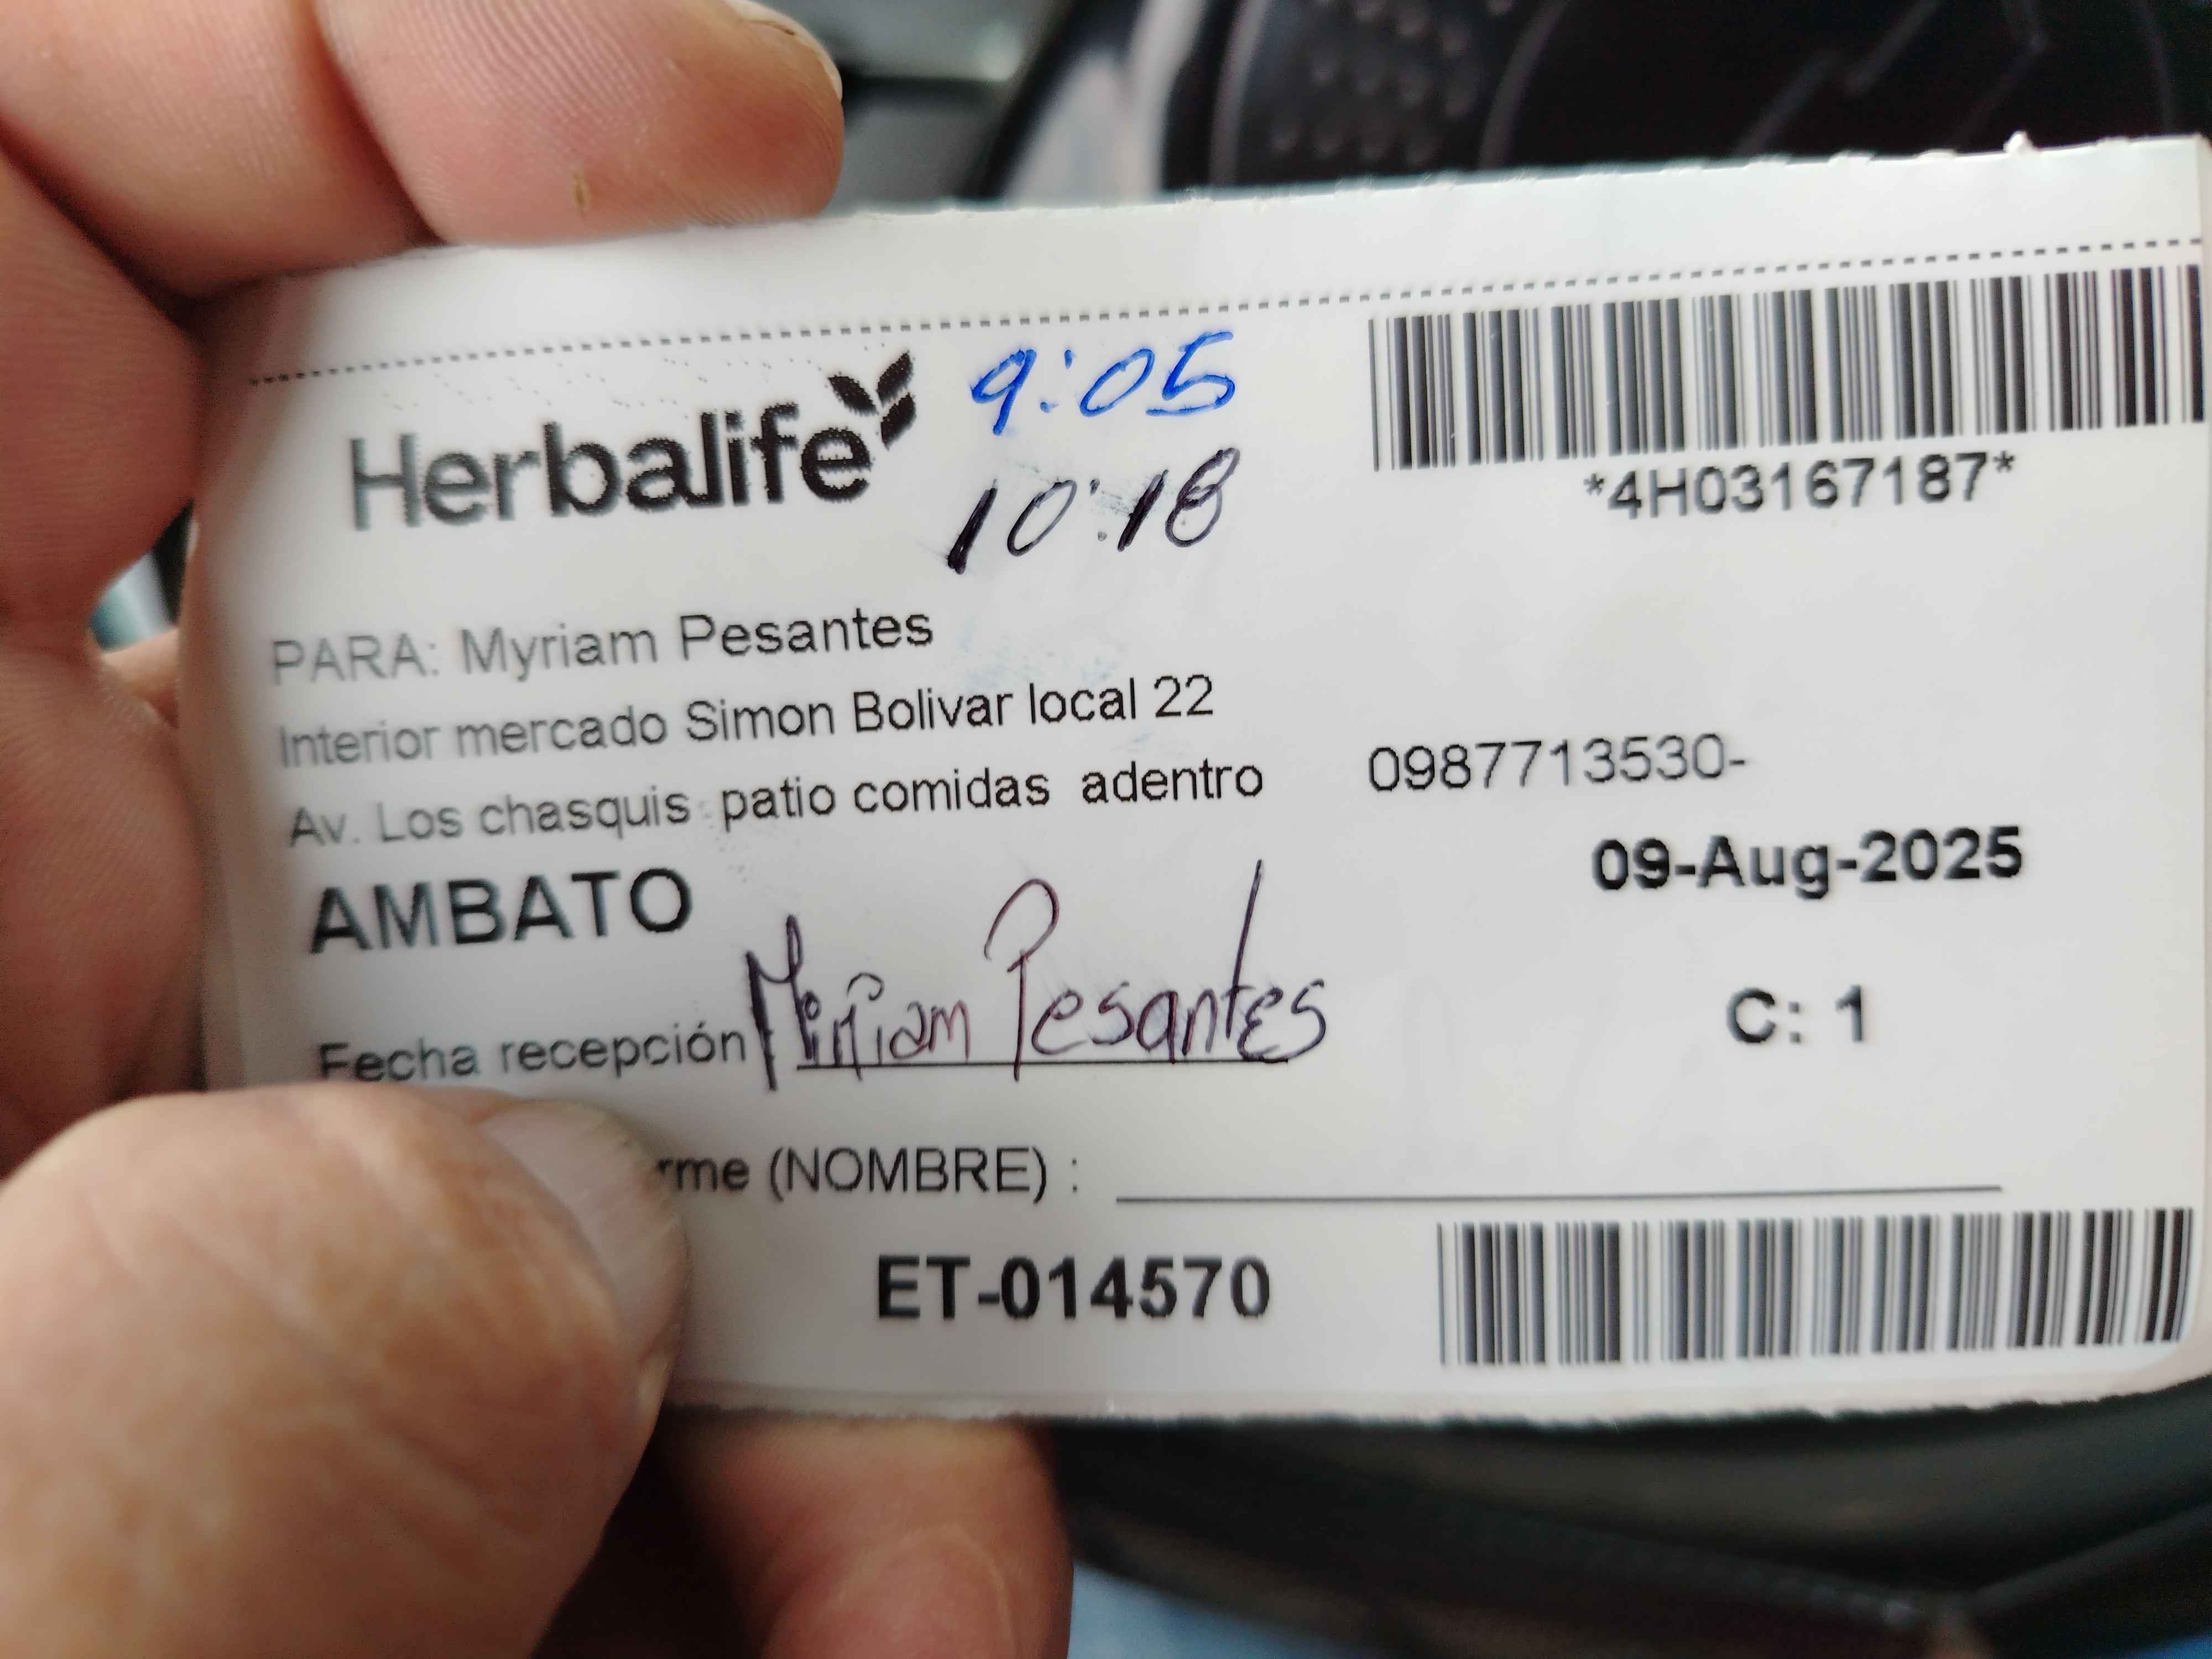 Herbalife 9:05
10:18
*4H03167187*
PARA: Myriam Pesantes
Interior mercado Simon Bolivar local 22
Av. Los chasquis patio comidas adentro 0987713530-
AMBATO 09-Aug-2025
Fecha recepción Miriam Pesantes C: 1
rme (NOMBRE) :
ET-014570